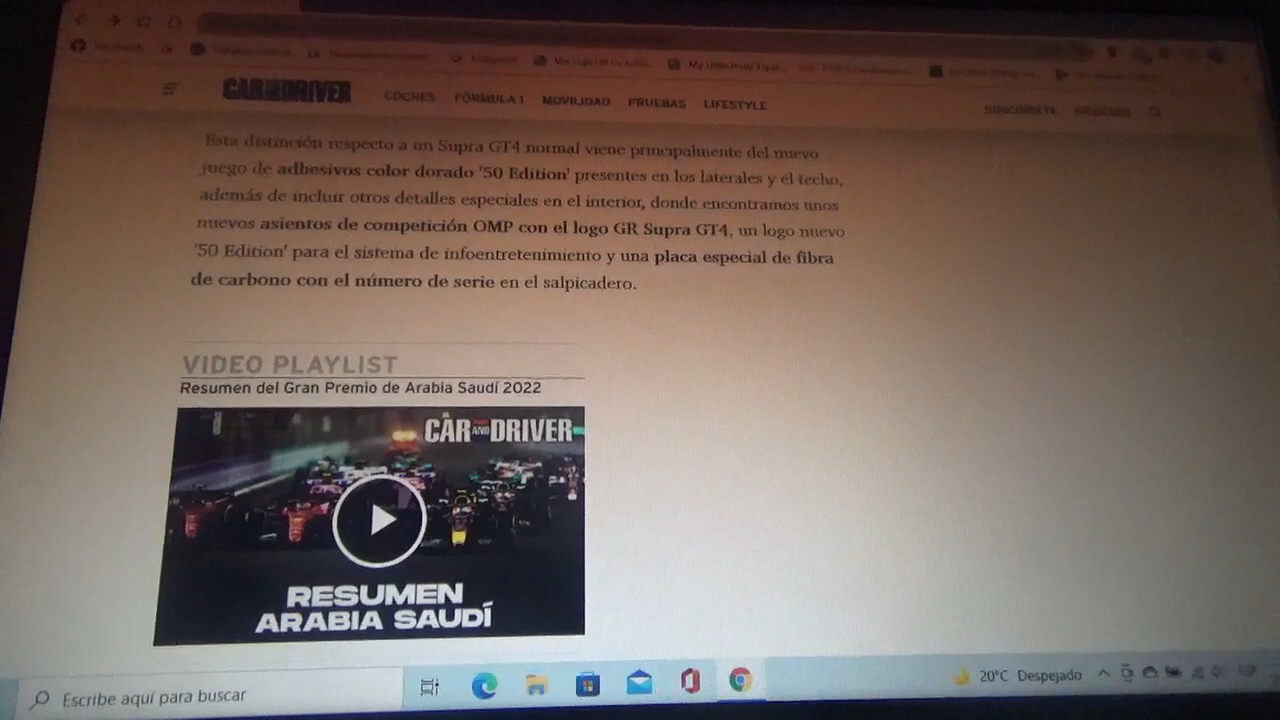 CAR AND DRIVER
COCHES FÓRMULA 1 MOVILIDAD PRUEBAS LIFESTYLE
SUSCRÍBETE
Esta distinción respecto a un Supra GT4 normal viene principalmente del nuevo
juego de adhesivos color dorado '50 Edition' presentes en los laterales y el techo,
además de incluir otros detalles especiales en el interior, donde encontramos unos
nuevos asientos de competición OMP con el logo GR Supra GT4, un logo nuevo
'50 Edition' para el sistema de infoentretenimiento y una placa especial de fibra
de carbono con el número de serie en el salpicadero.
VIDEO PLAYLIST
Resumen del Gran Premio de Arabia Saudí 2022
CAR AND DRIVER
RESUMEN
ARABIA SAUDÍ
Escribe aquí para buscar
20°C Despejado